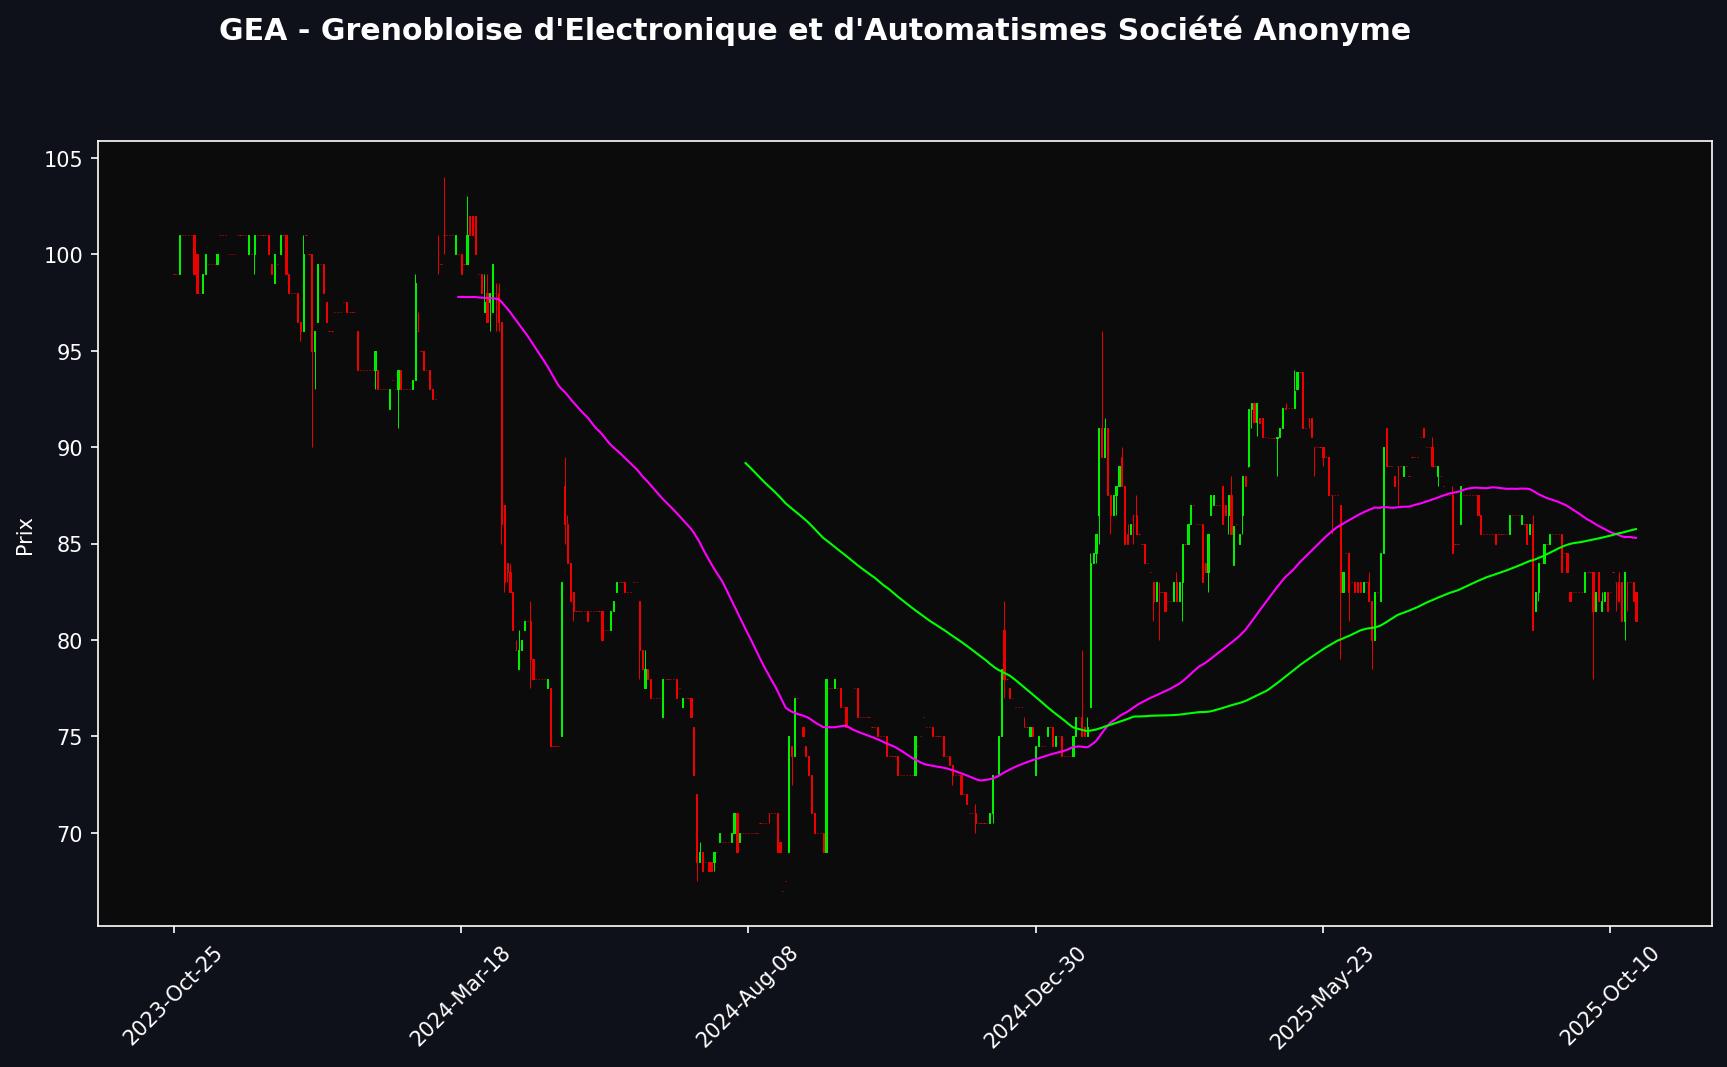 GEA - Grenobloise d'Electronique et d'Automatismes Société Anonyme
105
100
95
90
85
80
75
70
Prix
2023-Oct-25
2024-Mar-18
2024-Aug-08
2024-Dec-30
2025-May-23
2025-Oct-10